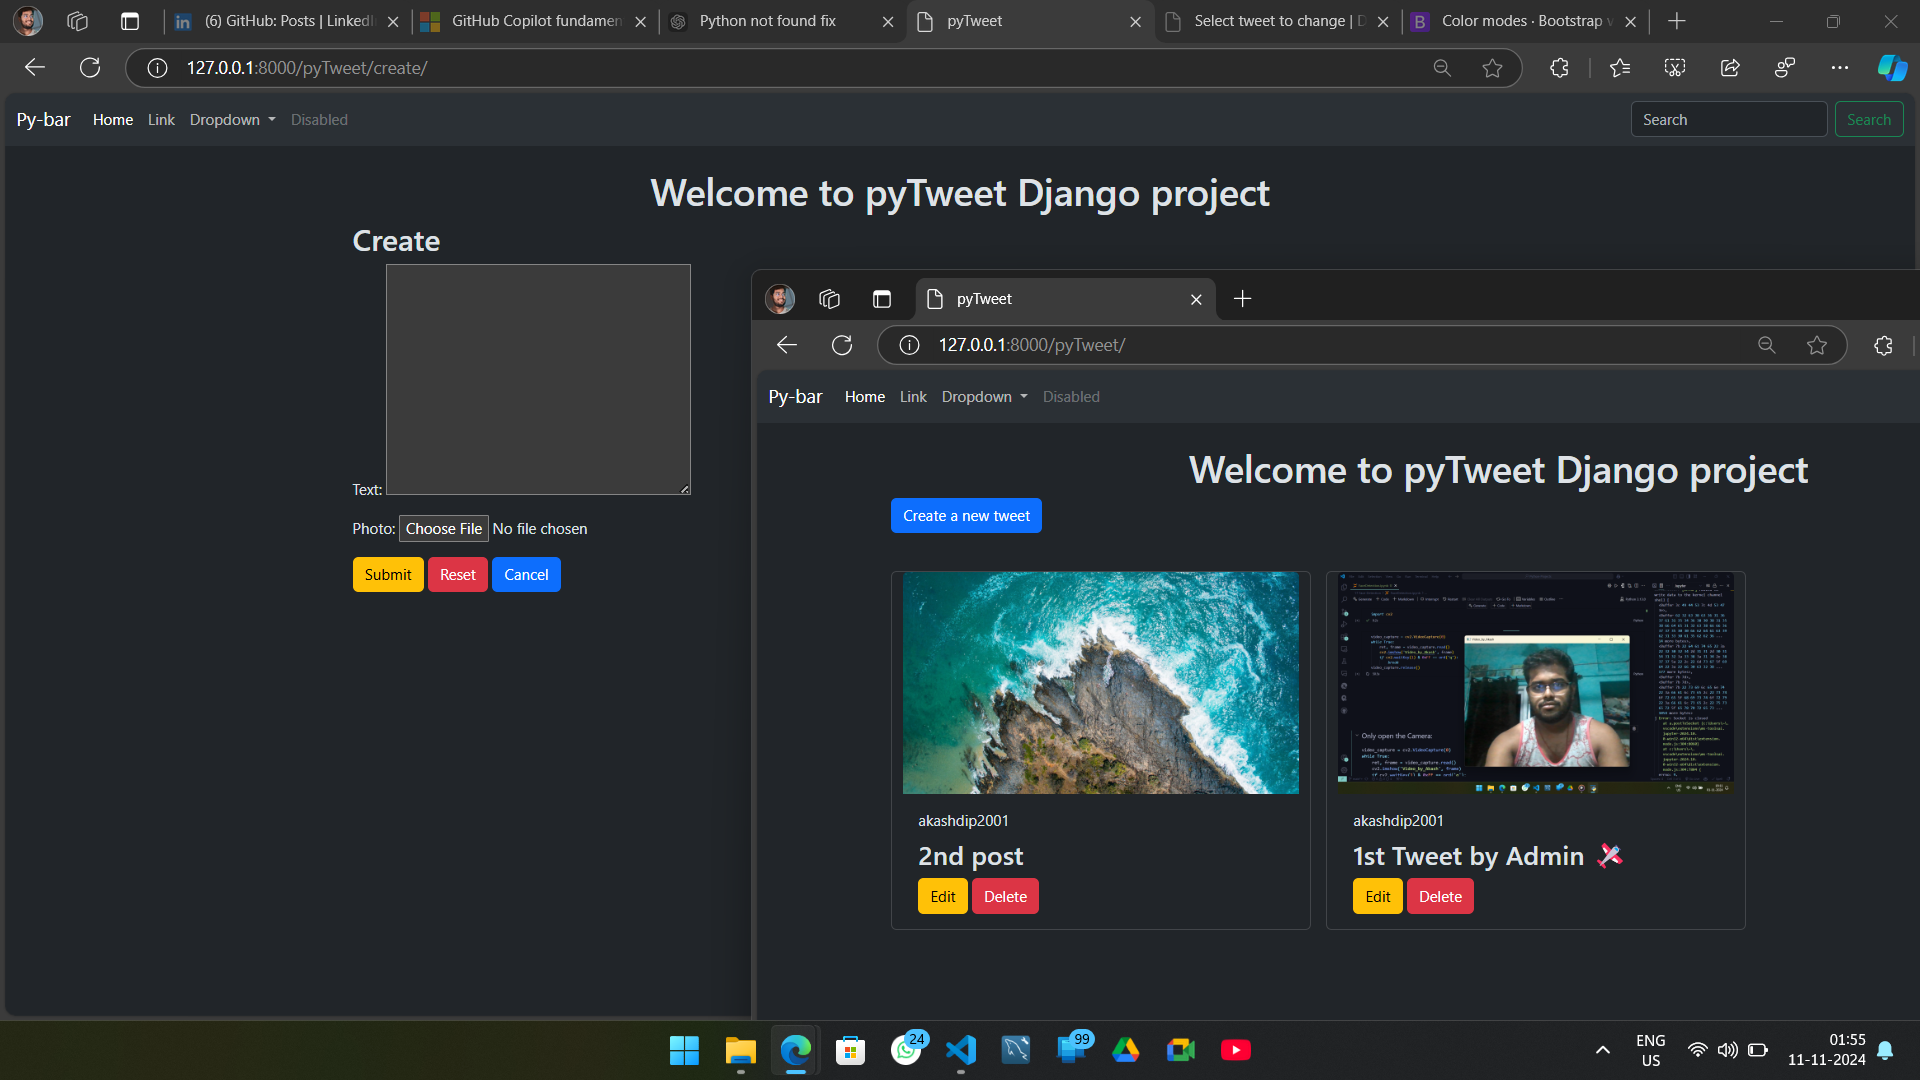 (6) GitHub: Posts | LinkedI
GitHub Copilot fundamen
Python not found fix
pyTweet
Select tweet to change | D
B
Color modes · Bootstrap v
127.0.0.1:8000/pyTweet/create/
Py-bar
Home
Link
Dropdown
Disabled
Search
Search
Welcome to pyTweet Django project
Create
Text:
Photo: Choose File No file chosen
Submit
Reset
Cancel
pyTweet
127.0.0.1:8000/pyTweet/
Py-bar
Home
Link
Dropdown
Disabled
Welcome to pyTweet Django project
Create a new tweet
akashdip2001
2nd post
Edit
Delete
Only open the Camera:
akashdip2001
1st Tweet by Admin
Edit
Delete
24
99
ENG
US
01:55
11-11-2024